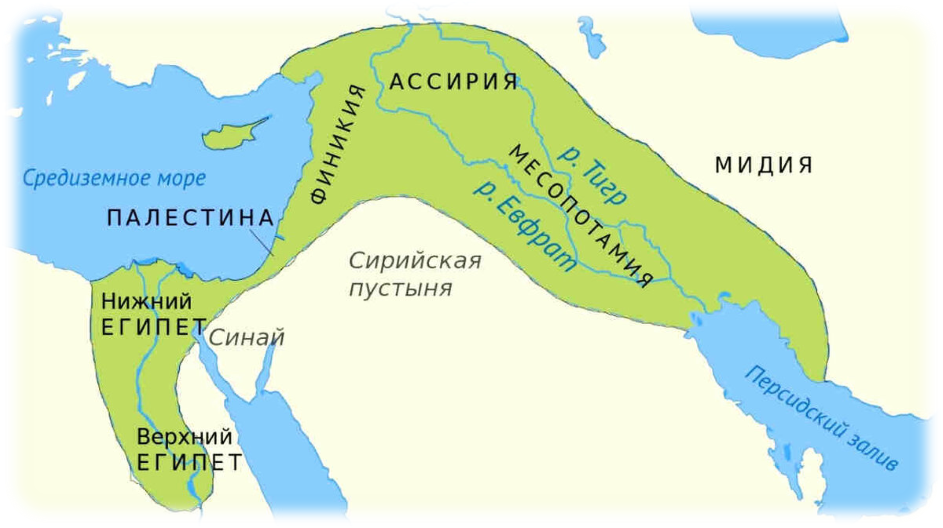 АССИРИЯ
ФИНИКИЯ
р. Тигр
МЕСОПОТАМИЯ
МИДИЯ
Средиземное море
р. Евфрат
ПАЛЕСТИНА
Сирийская
пустыня
Нижний
ЕГИПЕТ
Синай
Персидский залив
Верхний
ЕГИПЕТ